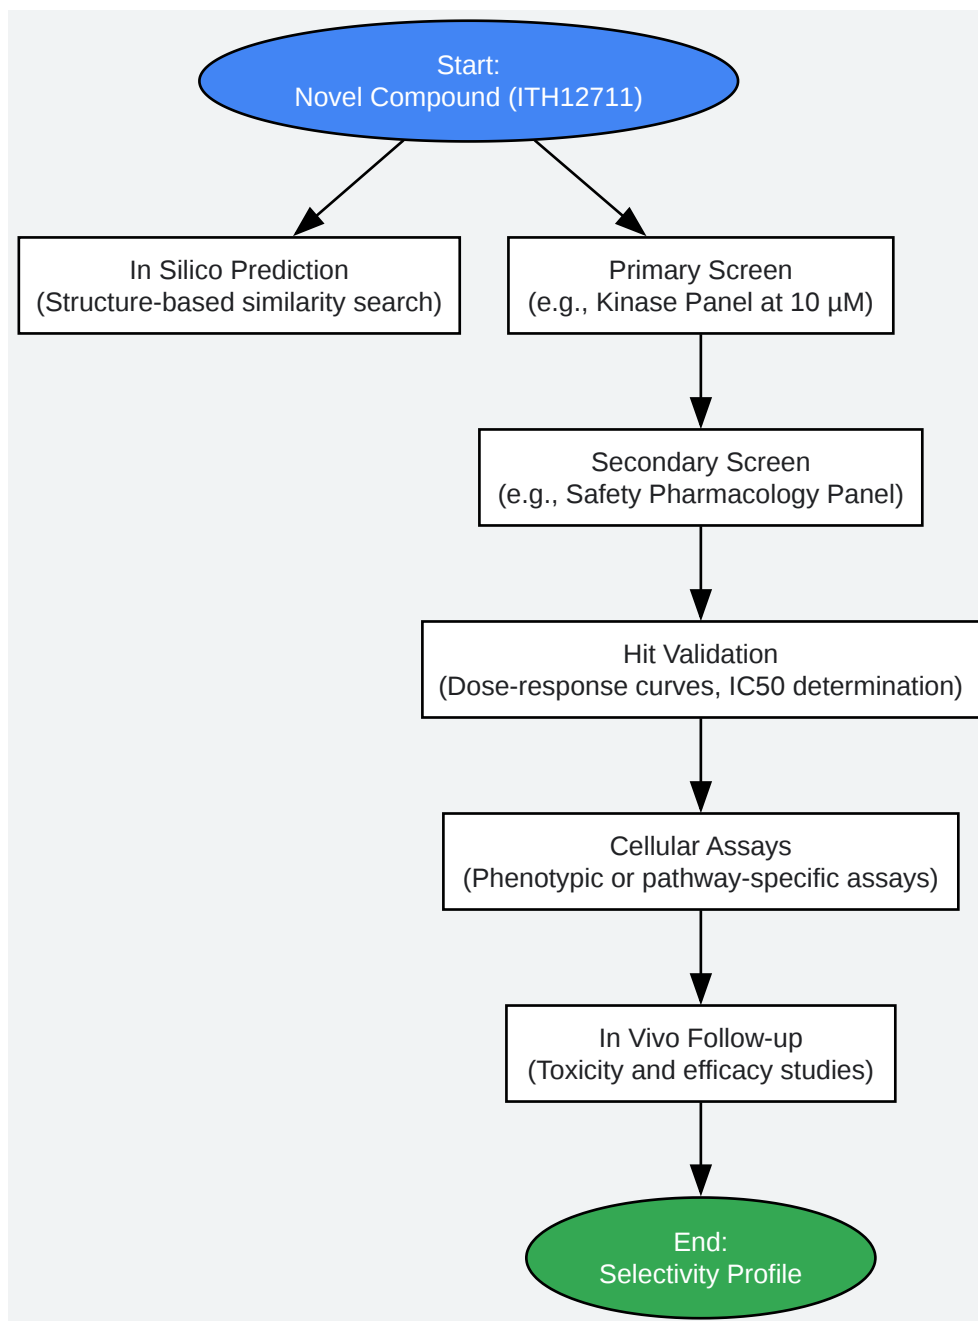 Start:
Novel Compound (ITH12711)
In Silico Prediction
(Structure-based similarity search)
Primary Screen
(e.g., Kinase Panel at 10 µM)
Secondary Screen
(e.g., Safety Pharmacology Panel)
Hit Validation
(Dose-response curves, IC50 determination)
Cellular Assays
(Phenotypic or pathway-specific assays)
In Vivo Follow-up
(Toxicity and efficacy studies)
End:
Selectivity Profile